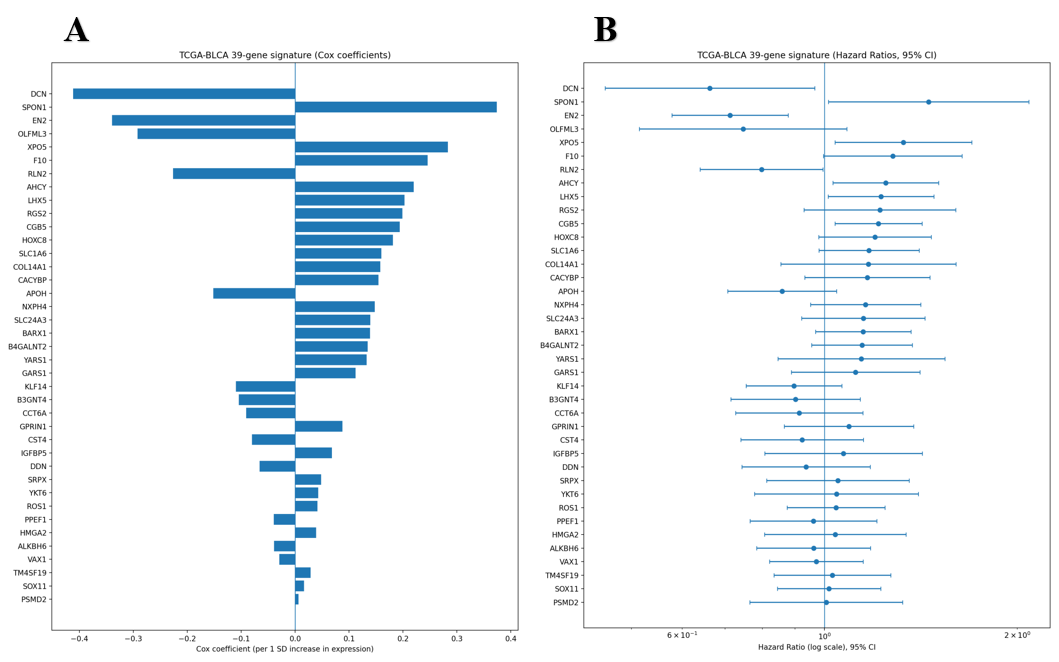 A
TCGA-BLCA 39-gene signature (Cox coefficients)
DCN
SPON1
EN2
OLFML3
XPO5
F10
RLN2
AHCY
LHX5
RGS2
CGB5
HOXC8
SLC1A6
COL14A1
CACYBP
APOH
NXPH4
SLC24A3
BARX1
B4GALNT2
YARS1
GARS1
KLF14
B3GNT4
CCT6A
GPRIN1
CST4
IGFBP5
DDN
SRPX
YKT6
ROS1
PPEF1
HMGA2
ALKBH6
VAX1
TM4SF19
SOX11
PSMD2
−0.4 −0.3 −0.2 −0.1 0.0 0.1 0.2 0.3 0.4
Cox coefficient (per 1 SD increase in expression)
B
TCGA-BLCA 39-gene signature (Hazard Ratios, 95% CI)
DCN
SPON1
EN2
OLFML3
XPO5
F10
RLN2
AHCY
LHX5
RGS2
CGB5
HOXC8
SLC1A6
COL14A1
CACYBP
APOH
NXPH4
SLC24A3
BARX1
B4GALNT2
YARS1
GARS1
KLF14
B3GNT4
CCT6A
GPRIN1
CST4
IGFBP5
DDN
SRPX
YKT6
ROS1
PPEF1
HMGA2
ALKBH6
VAX1
TM4SF19
SOX11
PSMD2
6 × 10⁻¹ 10⁰ 2 × 10⁰
Hazard Ratio (log scale), 95% CI